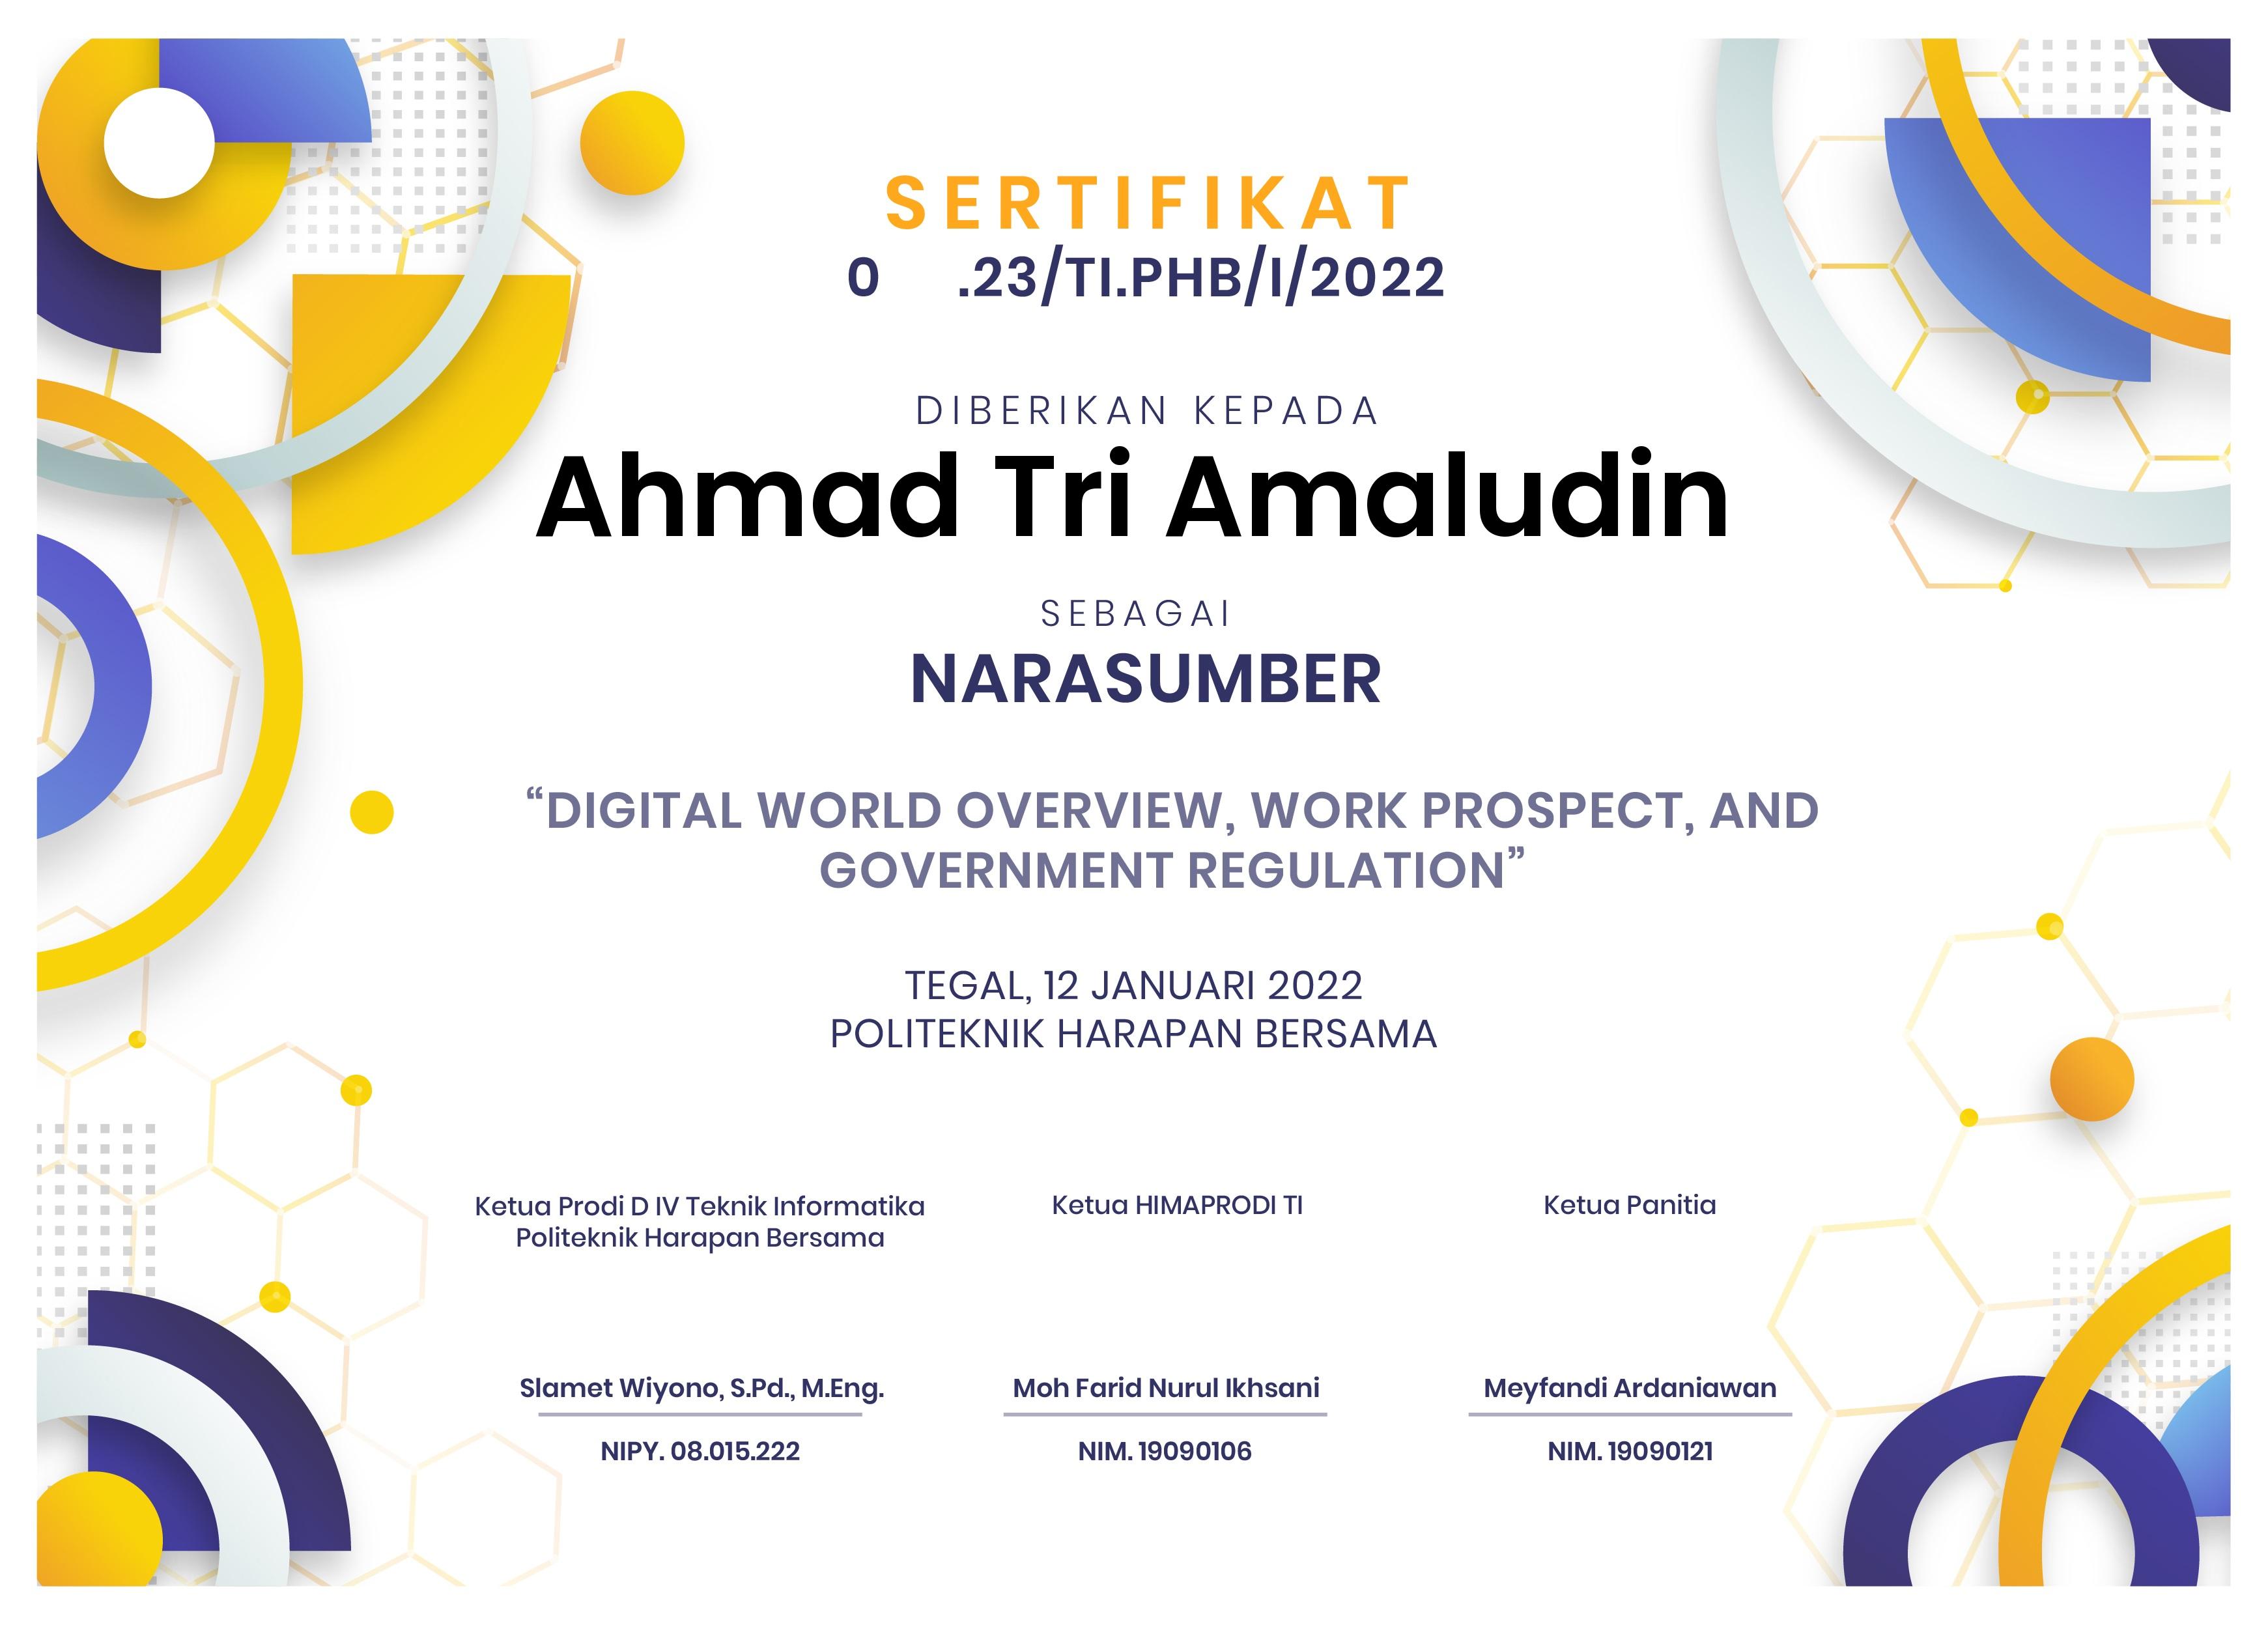 SERTIFIKAT
0 .23/TI.PHB/I/2022
DIBERIKAN KEPADA
Ahmad Tri Amaludin
SEBAGAI
NARASUMBER
“DIGITAL WORLD OVERVIEW, WORK PROSPECT, AND
GOVERNMENT REGULATION”
TEGAL, 12 JANUARI 2022
POLITEKNIK HARAPAN BERSAMA
Ketua Prodi D IV Teknik Informatika
Politeknik Harapan Bersama
Slamet Wiyono, S.Pd., M.Eng.
NIPY. 08.015.222
Ketua HIMAPRODI TI
Moh Farid Nurul Ikhsani
NIM. 19090106
Ketua Panitia
Meyfandi Ardaniawan
NIM. 19090121